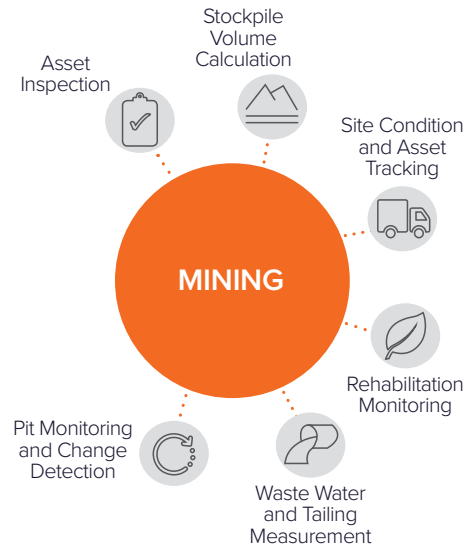 Stockpile
Volume
Calculation
Asset
Inspection
Site Condition
and Asset
Tracking
MINING
Rehabilitation
Monitoring
Pit Monitoring
and Change
Detection
Waste Water
and Tailing
Measurement